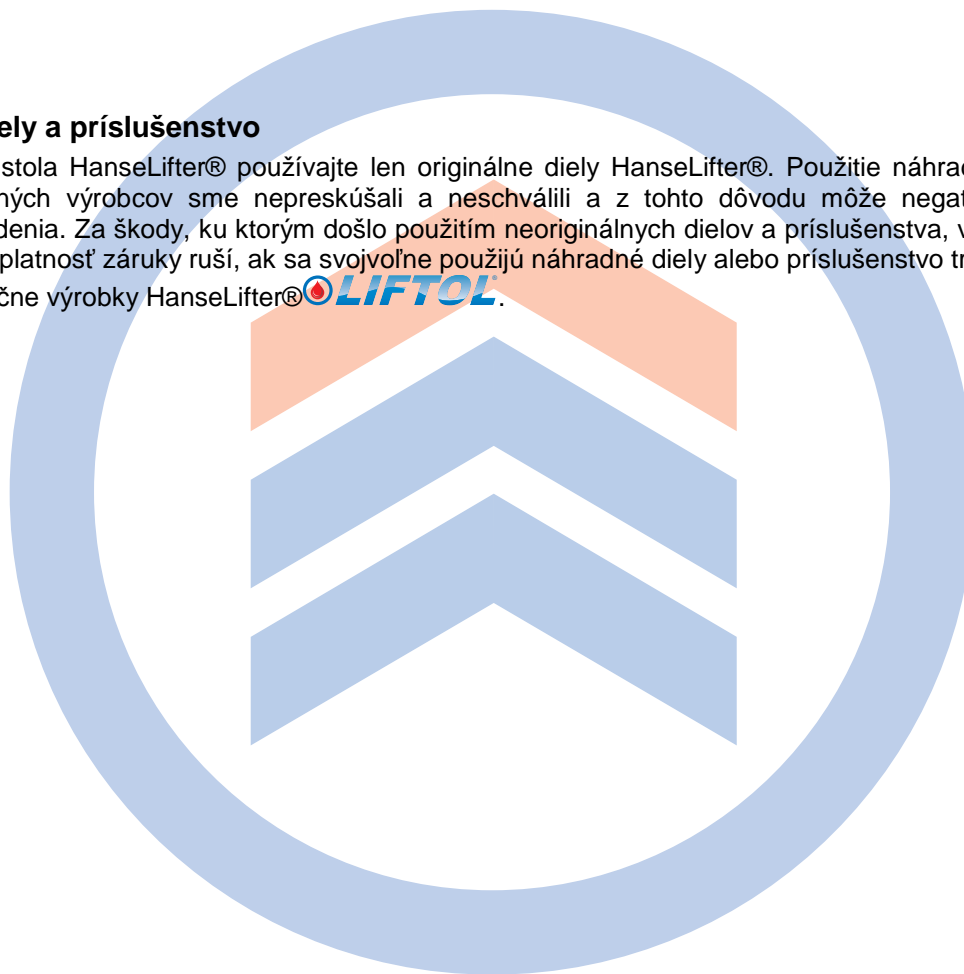 ely a príslušenstvo
stola HanseLifter® používajte len originálne diely HanseLifter®. Použitie náhrad
ných výrobcov sme nepreskúšali a neschválili a z tohto dôvodu môže negat
denia. Za škody, ku ktorým došlo použitím neoriginálnych dielov a príslušenstva, v
platnosť záruky ruší, ak sa svojvoľne použijú náhradné diely alebo príslušenstvo tr
čne výrobky HanseLifter® LIFTOL.